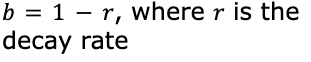 b = 1 − r, where r is the
decay rate